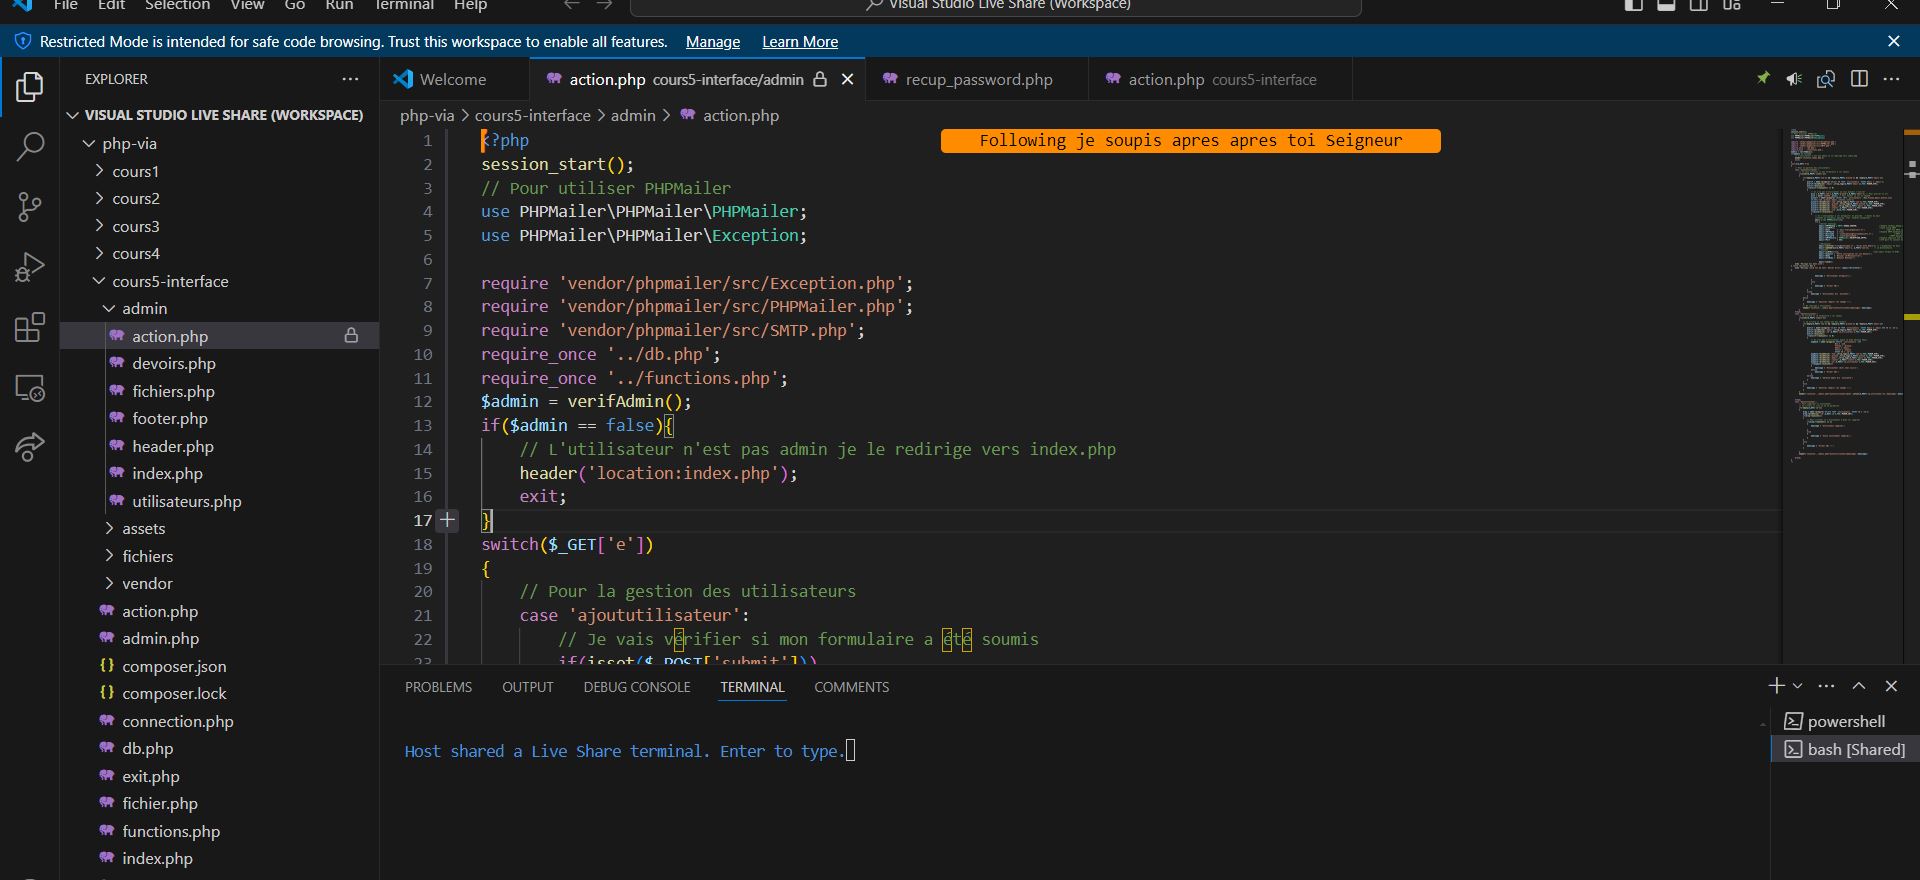 File Edit Selection View Go Run Terminal Help
Visual Studio Live Share (Workspace)
Restricted Mode is intended for safe code browsing. Trust this workspace to enable all features. Manage Learn More
EXPLORER
VISUAL STUDIO LIVE SHARE (WORKSPACE)
php-via
cours1
cours2
cours3
cours4
cours5-interface
admin
action.php
devoirs.php
fichiers.php
footer.php
header.php
index.php
utilisateurs.php
assets
fichiers
vendor
action.php
admin.php
{} composer.json
{} composer.lock
connection.php
db.php
exit.php
fichier.php
functions.php
index.php
Welcome
action.php cours5-interface/admin
recup_password.php
action.php cours5-interface
php-via > cours5-interface > admin > action.php
Following je soupis apres apres toi Seigneur
1 <?php
2 session_start();
3 // Pour utiliser PHPMailer
4 use PHPMailer\PHPMailer\PHPMailer;
5 use PHPMailer\PHPMailer\Exception;
6
7 require 'vendor/phpmailer/src/Exception.php';
8 require 'vendor/phpmailer/src/PHPMailer.php';
9 require 'vendor/phpmailer/src/SMTP.php';
10 require_once '../db.php';
11 require_once '../functions.php';
12 $admin = verifAdmin();
13 if($admin == false){
14 // L'utilisateur n'est pas admin je le redirige vers index.php
15 header('location:index.php');
16 exit;
17 }
18 switch($_GET['e'])
19 {
20 // Pour la gestion des utilisateurs
21 case 'ajoututilisateur':
22 // Je vais vérifier si mon formulaire a été soumis
23 if(isset($_POST['submit']))
PROBLEMS OUTPUT DEBUG CONSOLE TERMINAL COMMENTS
Host shared a Live Share terminal. Enter to type.
powershell
bash [Shared]